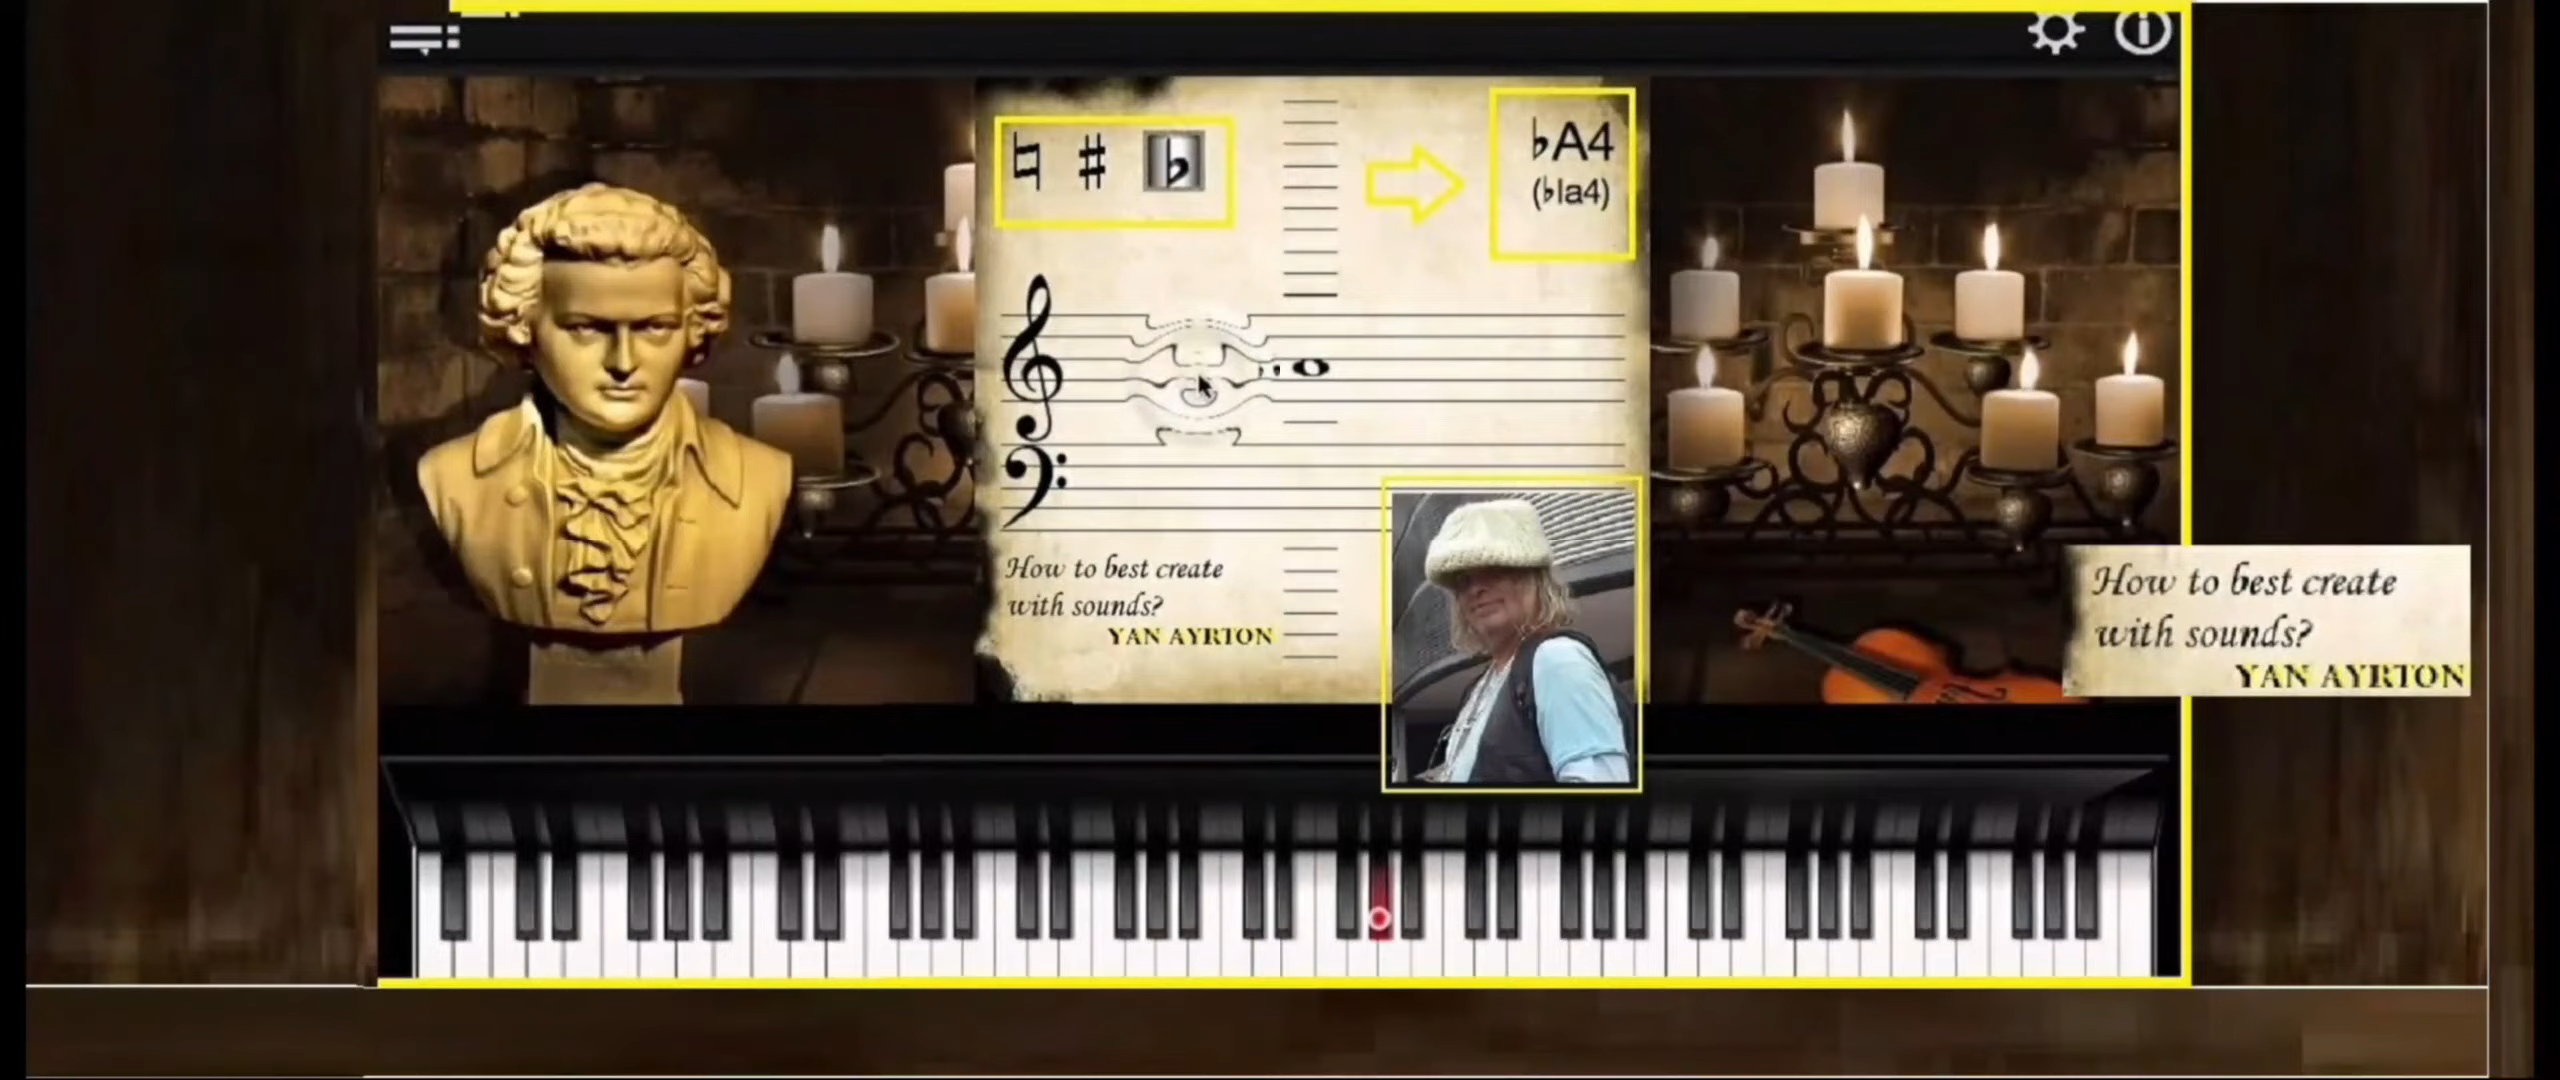 ♭A4
(♭la4)
How to best create
with sounds?
YAN AYRTON
How to best create
with sounds?
YAN AYRTON